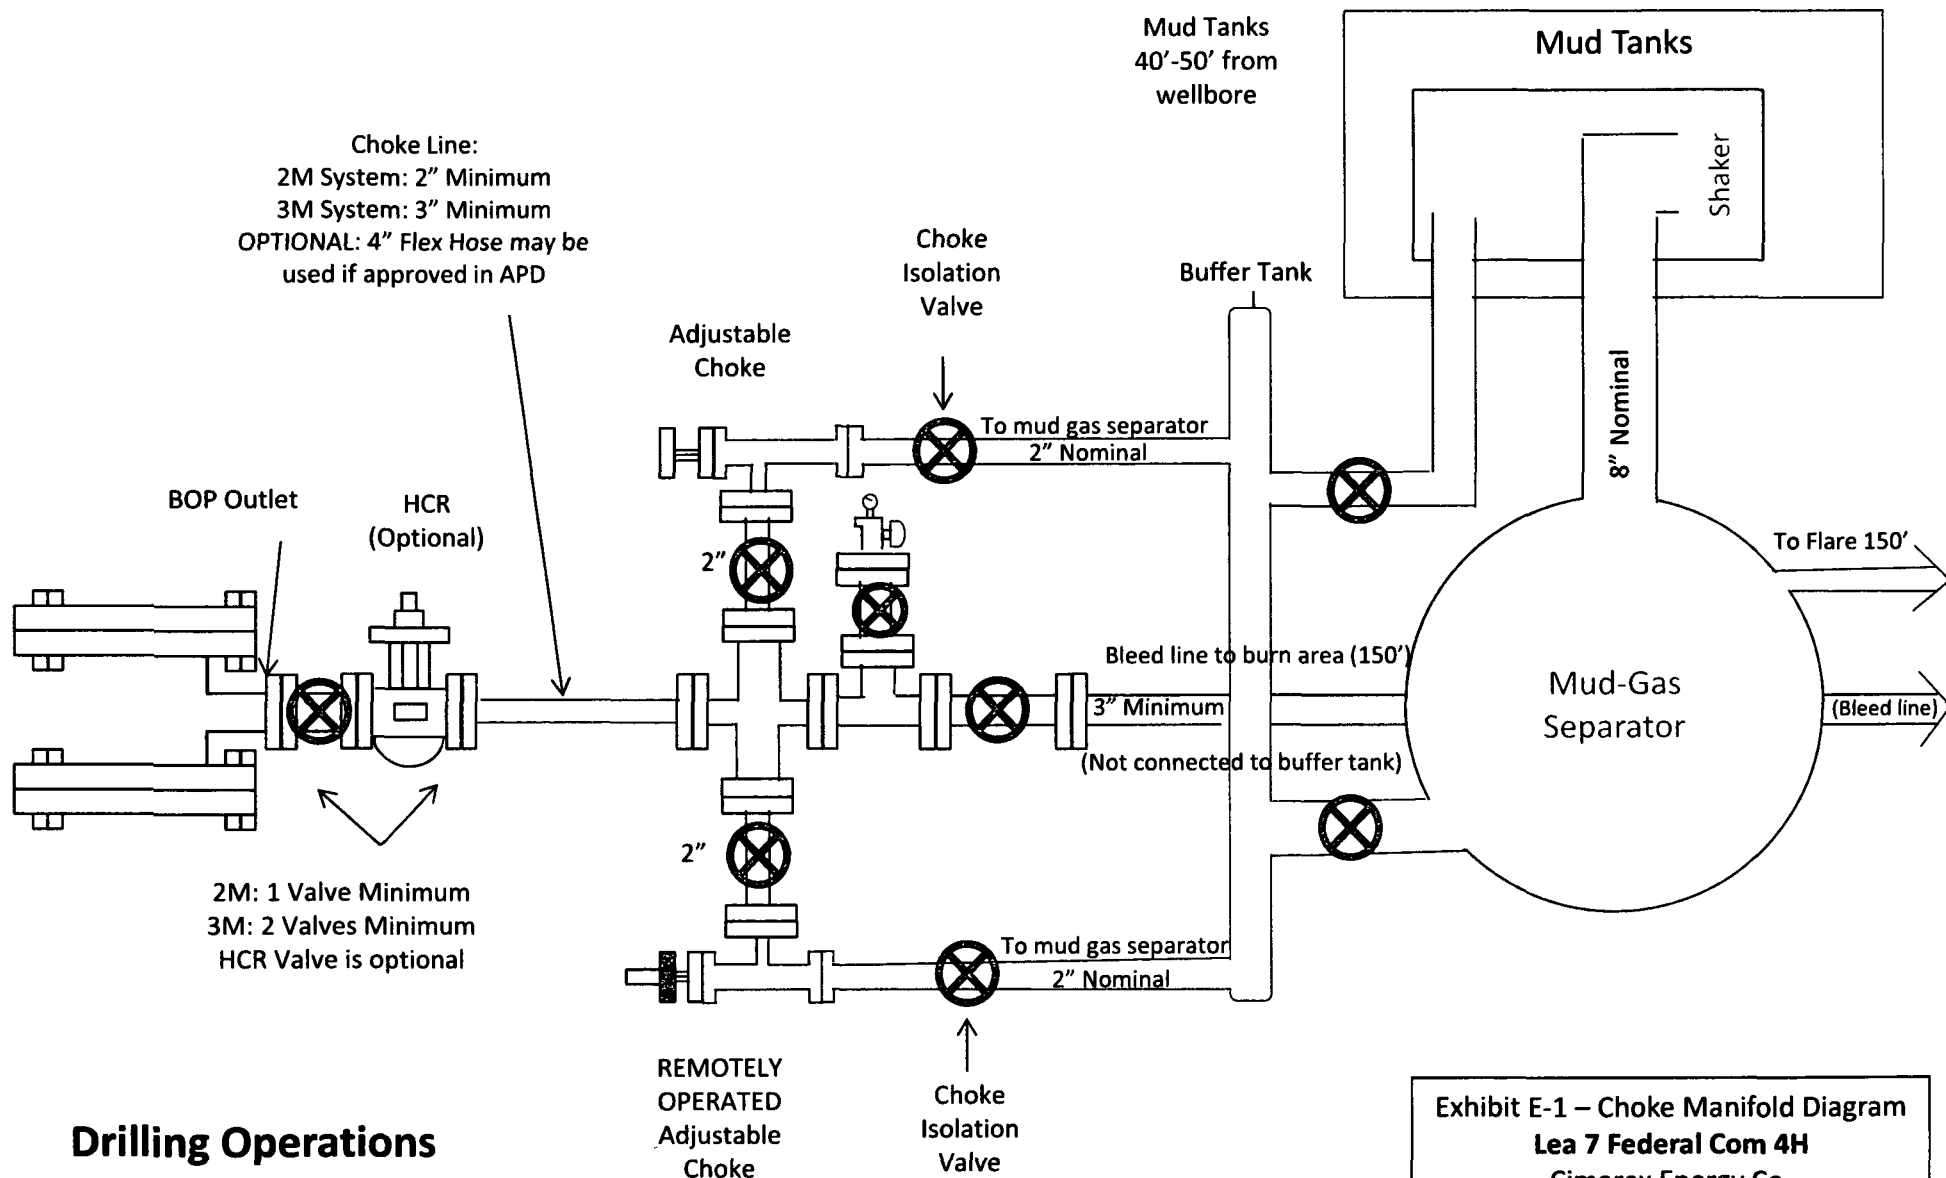 Mud Tanks
40’-50’ from
wellbore
Mud Tanks
Shaker
Choke Line:
2M System: 2” Minimum
3M System: 3” Minimum
OPTIONAL: 4” Flex Hose may be
used if approved in APD
Choke
Isolation
Valve
Buffer Tank
Adjustable
Choke
8” Nominal
To mud gas separator
2” Nominal
BOP Outlet
HCR
(Optional)
2”
To Flare 150’
Bleed line to burn area (150’)
3” Minimum
(Not connected to buffer tank)
Mud-Gas
Separator
(Bleed line)
2”
2M: 1 Valve Minimum
3M: 2 Valves Minimum
HCR Valve is optional
To mud gas separator
2” Nominal
REMOTELY
OPERATED
Adjustable
Choke
Choke
Isolation
Valve
Drilling Operations
Exhibit E-1 – Choke Manifold Diagram
Lea 7 Federal Com 4H
Cimarex Energy Co.